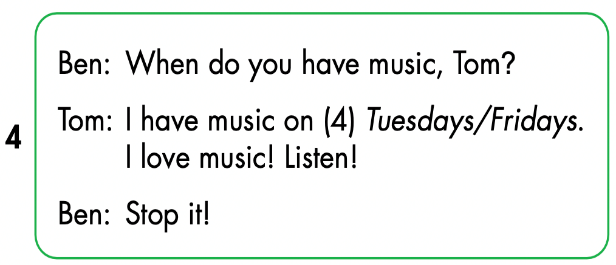 Ben: When do you have music, Tom?
4
Tom: I have music on (4) Tuesdays/Fridays.
I love music! Listen!
Ben: Stop it!